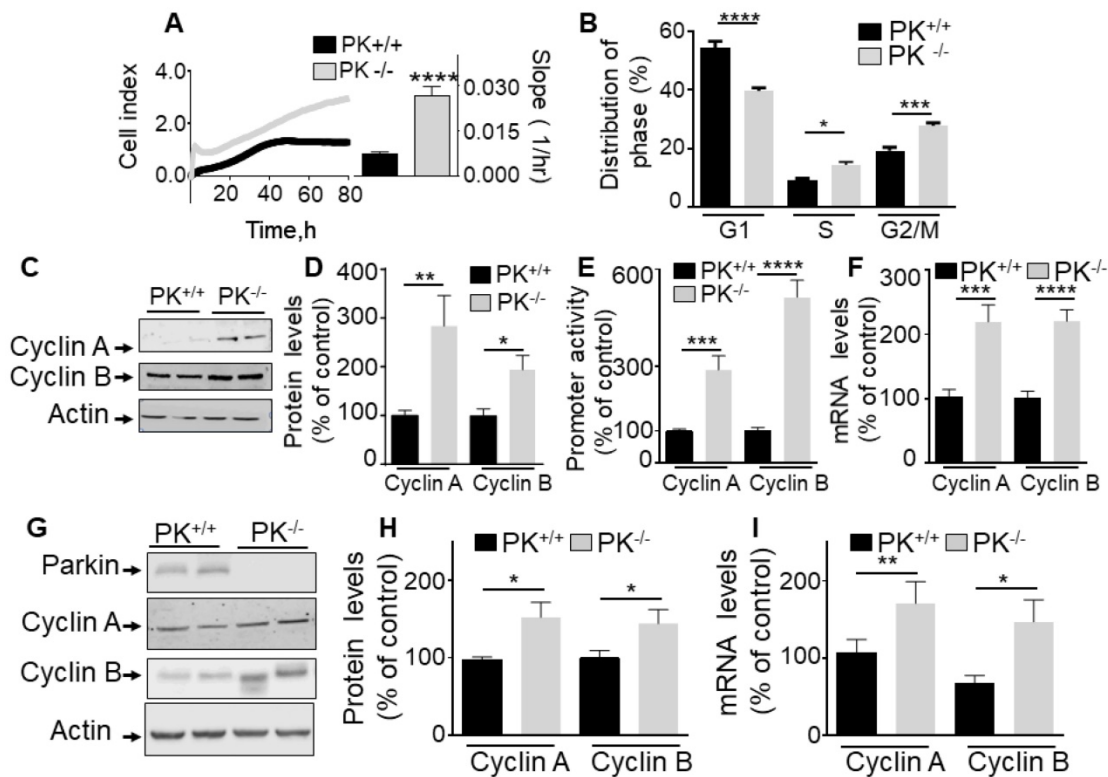 A
PK+/+
PK -/-
Cell index
4.0
2.0
0.0
20
40
60
80
Time,h
****
Slope ( 1/hr)
0.030
0.015
0.000
B
PK+/+
PK -/-
Distribution of
phase (%)
60
40
20
0
****
*
***
G1
S
G2/M
C
PK+/+
PK-/-
Cyclin A
Cyclin B
Actin
D
PK+/+
PK-/-
Protein levels
(% of control)
400
300
200
100
0
**
*
Cyclin A
Cyclin B
E
PK+/+
PK-/-
Promoter activity
(% of control)
600
300
100
0
***
****
Cyclin A
Cyclin B
F
PK+/+
PK-/-
mRNA levels
(% of control)
300
200
100
0
***
****
Cyclin A
Cyclin B
G
PK+/+
PK-/-
Parkin
Cyclin A
Cyclin B
Actin
H
PK+/+
PK-/-
Protein levels
(% of control)
200
100
0
*
*
Cyclin A
Cyclin B
I
PK+/+
PK-/-
mRNA levels
(% of control)
200
100
0
**
*
Cyclin A
Cyclin B